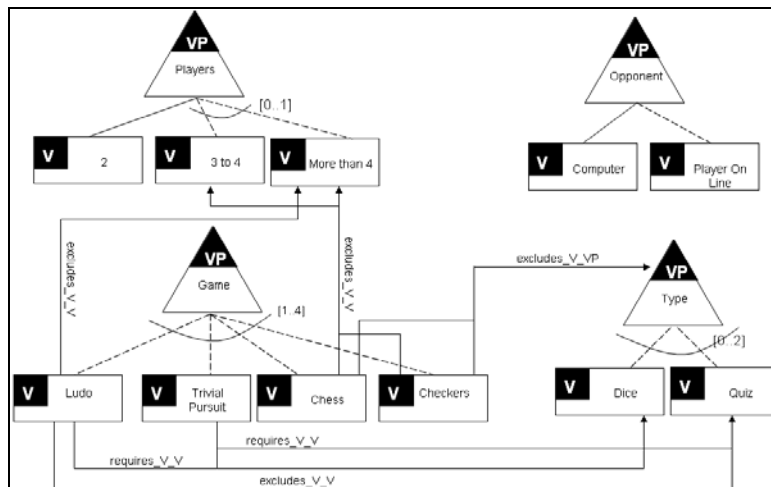 VP
Players
[0..1]
VP
Opponent
V
2
V
3 to 4
V
More than 4
V
Computer
V
Player On
Line
excludes_V_V
excludes_V_V
excludes_V_VP
VP
Game
[1..4]
VP
Type
[0..2]
V
Ludo
V
Trivial
Pursuit
V
Chess
V
Checkers
V
Dice
V
Quiz
requires_V_V
requires_V_V
excludes_V_V